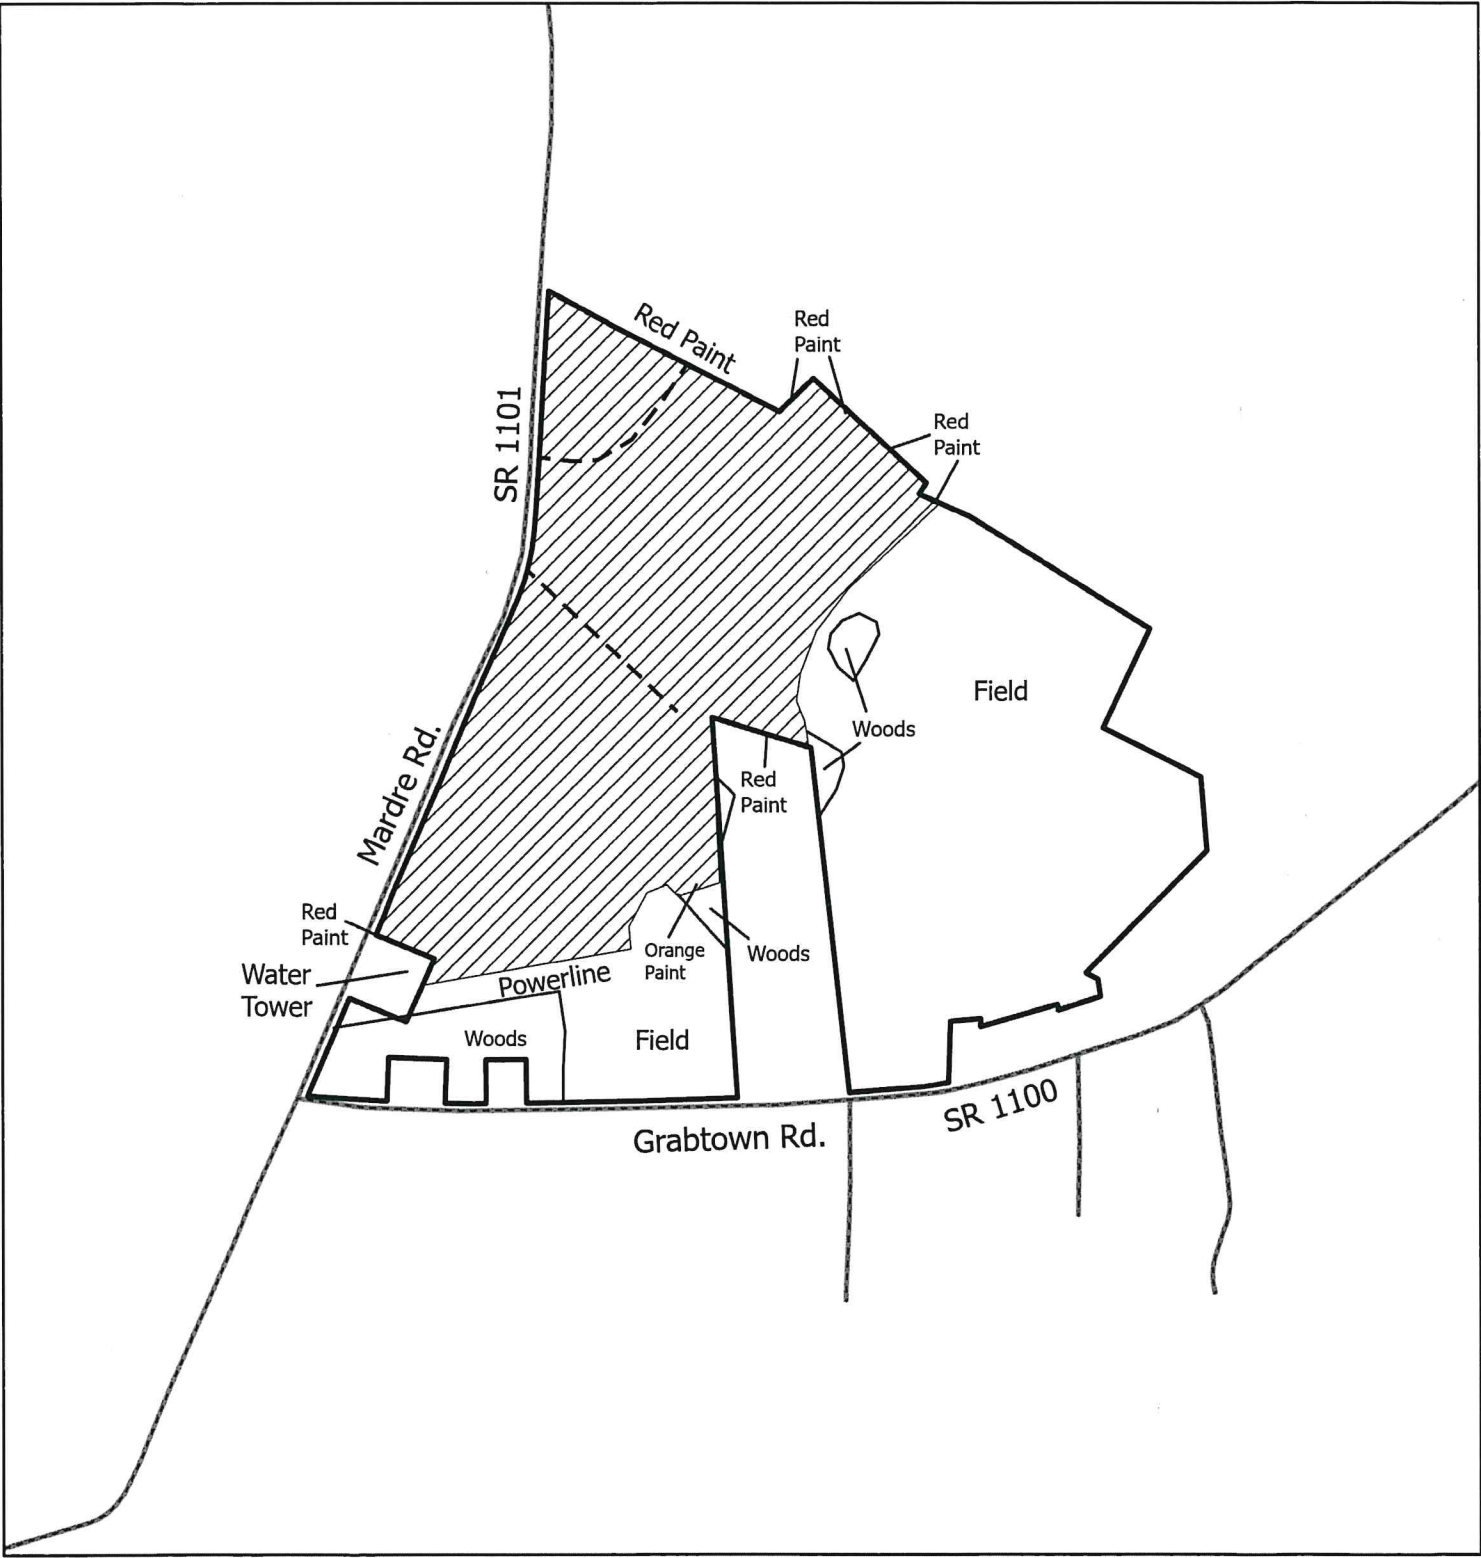 Red Paint
Red
Paint
SR 1101
Red
Paint
Field
Woods
Mardre Rd.
Red
Paint
Red
Paint
Orange
Paint
Woods
Water
Tower
Powerline
Woods
Field
SR 1100
Grabtown Rd.